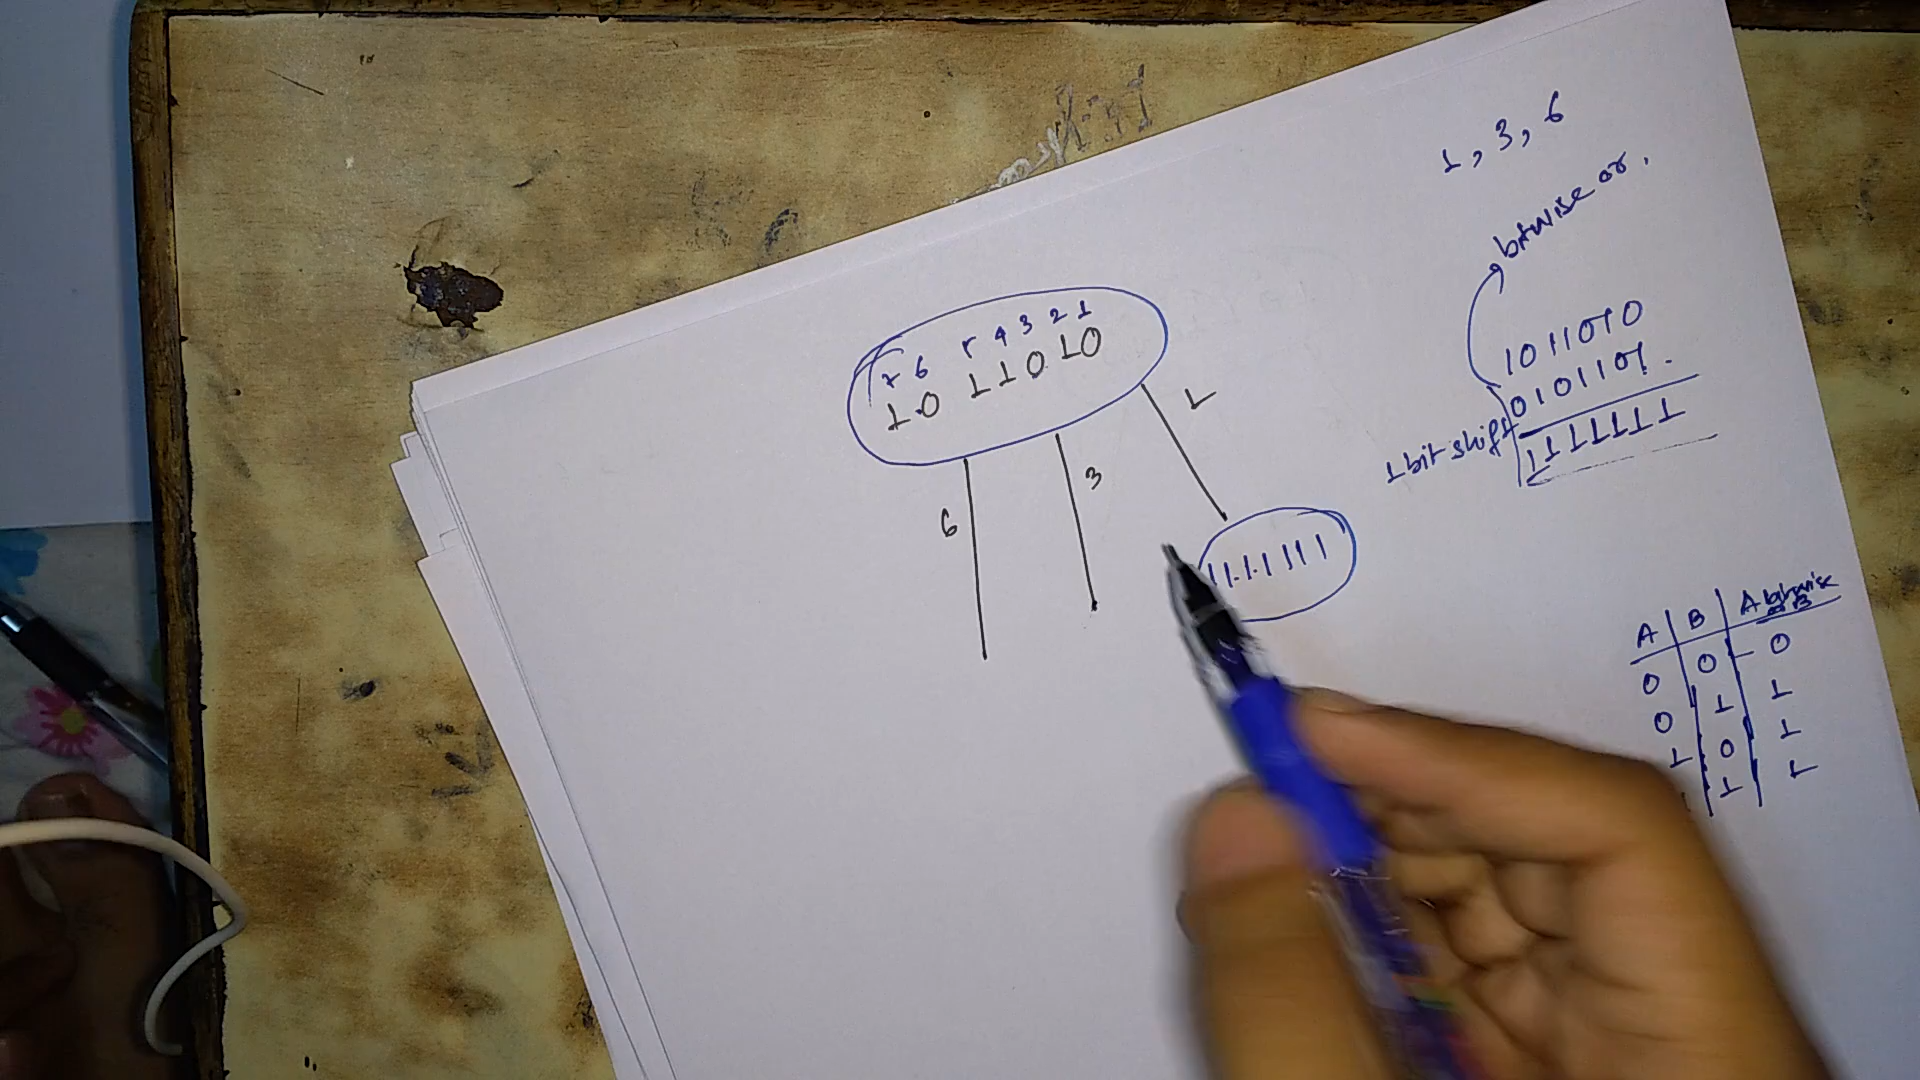 1, 3, 6
bitwise or.
7 6 5 4 3 2 1
1 0 1 1 0 1 0
1011010
0101101.
1 bit shift
1111111
6
3
1
1111111
A B A bitwise or B
0 0 0
0 1 1
1 0 1
1 1